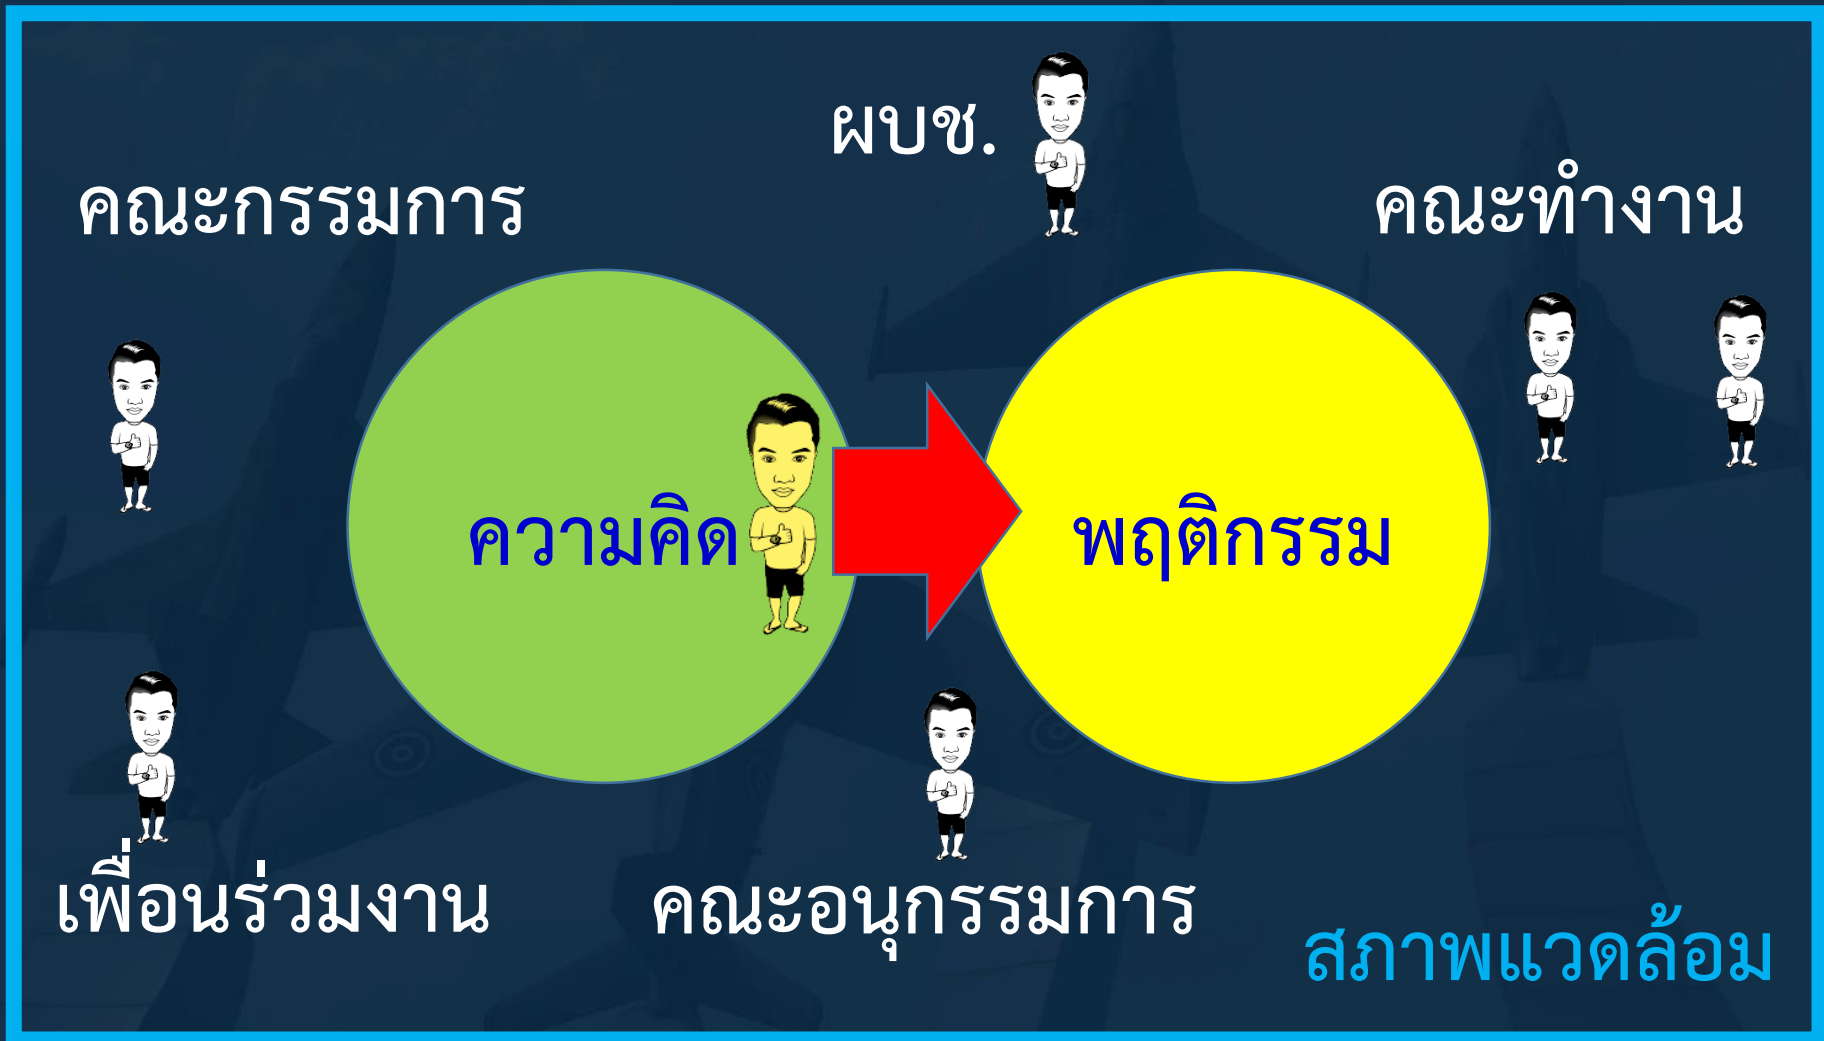 ผบช.
คณะกรรมการ
คณะทำงาน
ความคิด
พฤติกรรม
เพื่อนร่วมงาน
คณะอนุกรรมการ
สภาพแวดล้อม